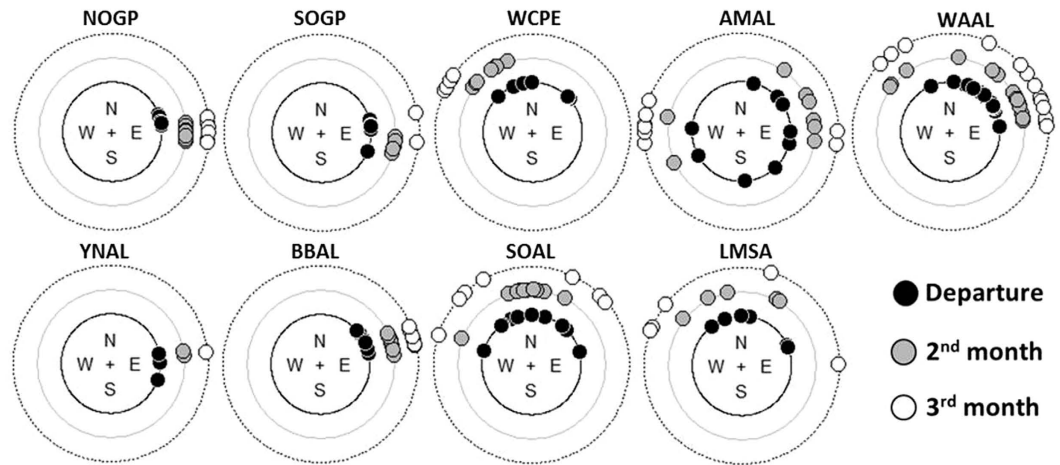 NOGP SOGP WCPE AMAL WAAL
N N N N N
W + E W + E W + E W + E W + E
S S S S S
YNAL BBAL SOAL LMSA
N N N N
W + E W + E W + E W + E
S S S S
Departure
2nd month
3rd month